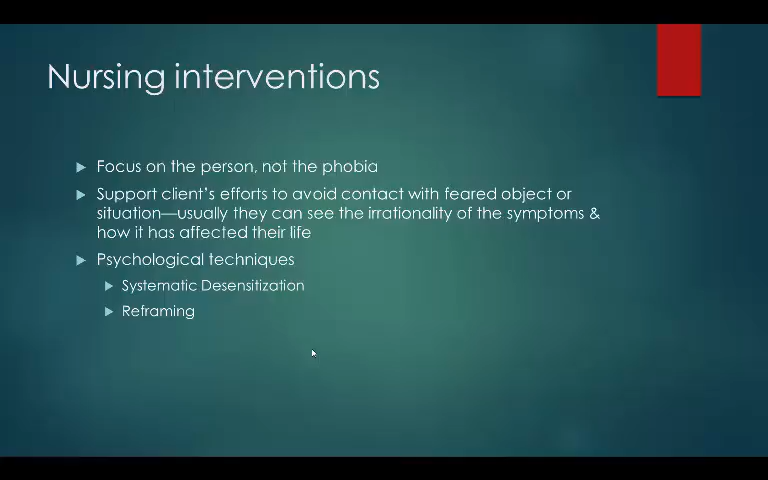 Nursing interventions
Focus on the person, not the phobia
Support client's efforts to avoid contact with feared object or
situation—usually they can see the irrationality of the symptoms &
how it has affected their life
Psychological techniques
Systematic Desensitization
Reframing